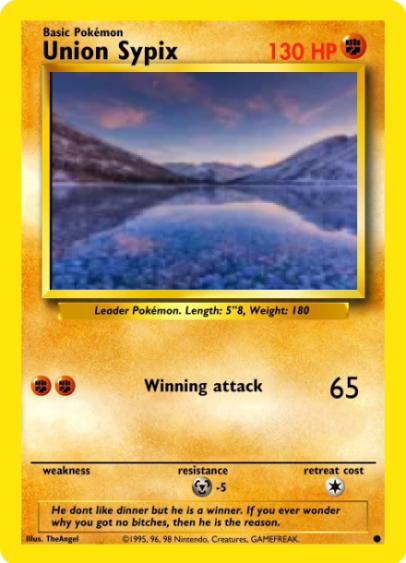 Basic Pokémon
Union Sypix 130 HP
Leader Pokémon. Length: 5"8, Weight: 180
Winning attack 65
weakness resistance retreat cost
-5
He dont like dinner but he is a winner. If you ever wonder
why you got no bitches, then he is the reason.
Illus. TheAngel ©1995, 96, 98 Nintendo. Creatures, GAMEFREAK.